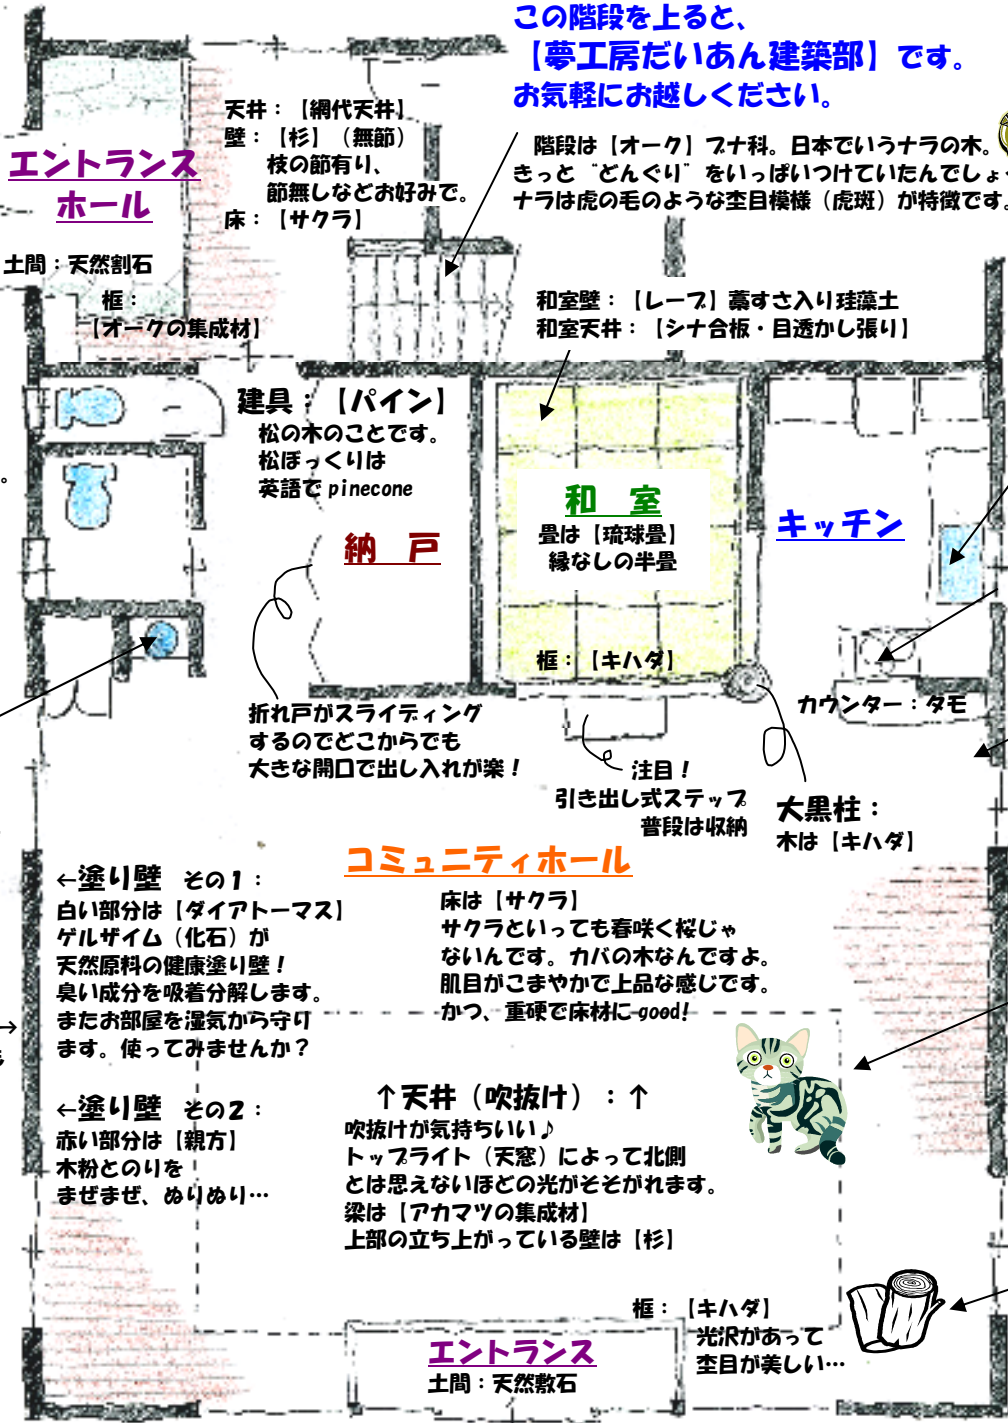 この階段を上ると、
【夢工房だいあん建築部】です。
お気軽にお越しください。
天井：【網代天井】
壁：【杉】（無節）
枝の節有り、
節無しなどお好みで。
床：【サクラ】
階段は【オーク】ブナ科。日本でいうナラの木。
きっと“どんぐり”をいっぱいつけていたんでしょ
ナラは虎の毛のような杢目模様（虎斑）が特徴です。
エントランス
ホール
土間：天然割石
框：
【オークの集成材】
和室壁：【レーブ】藁すさ入り珪藻土
和室天井：【シナ合板・目透かし張り】
建具：【パイン】
松の木のことです。
松ぼっくりは
英語で pinecone
。
納 戸
和 室
畳は【琉球畳】
縁なしの半畳
框：【キハダ】
キッチン
カウンター：タモ
折れ戸がスライディング
するのでどこからでも
大きな開口で出し入れが楽！
注目！
引き出し式ステップ
普段は収納
大黒柱：
木は【キハダ】
コミュニティホール
床は【サクラ】
サクラといっても春咲く桜じゃ
ないんです。カバの木なんですよ。
肌目がこまやかで上品な感じです。
かつ、重硬で床材に good!
←塗り壁 その１：
白い部分は【ダイアトーマス】
ゲルザイム（化石）が
天然原料の健康塗り壁！
臭い成分を吸着分解します。
またお部屋を湿気から守り
ます。使ってみませんか？
→
←塗り壁 その２：
赤い部分は【親方】
木粉とのりを
まぜまぜ、ぬりぬり…
↑天井（吹抜け）：↑
吹抜けが気持ちいい♪
トップライト（天窓）によって北側
とは思えないほどの光がそそがれます。
梁は【アカマツの集成材】
上部の立ち上がっている壁は【杉】
框：【キハダ】
光沢があって
杢目が美しい…
エントランス
土間：天然敷石